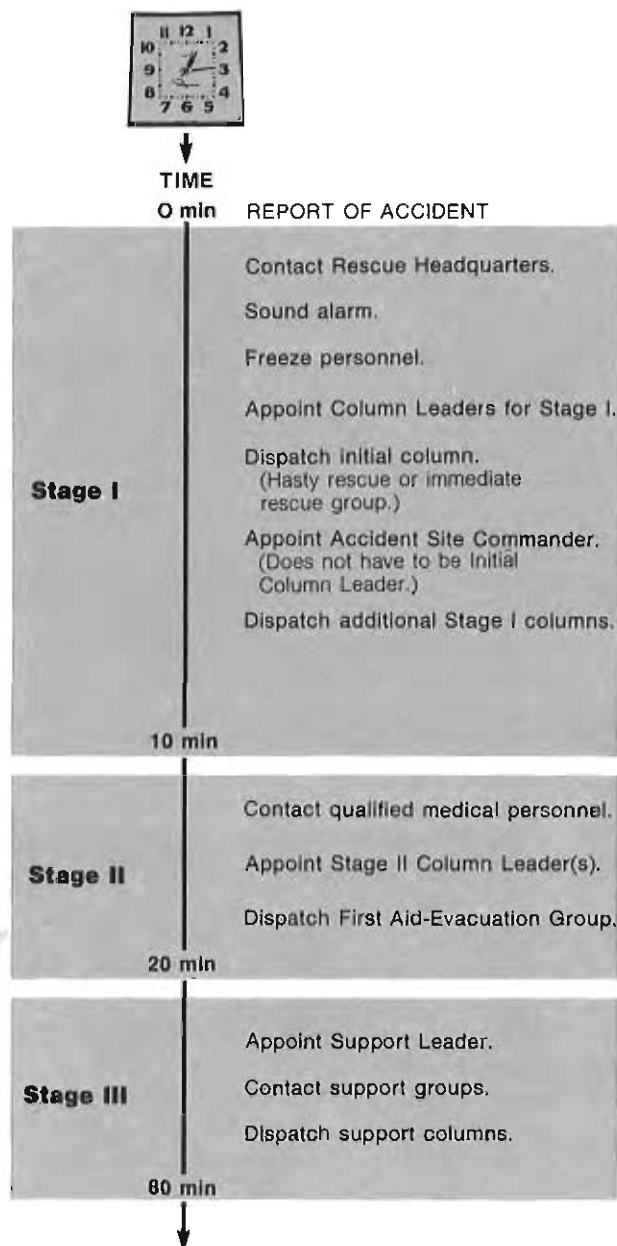 11 12 1
10 2
9 3
8 4
7 6 5
TIME
0 min REPORT OF ACCIDENT
Contact Rescue Headquarters.
Sound alarm.
Freeze personnel.
Appoint Column Leaders for Stage I.
Stage I
Dispatch initial column.
(Hasty rescue or immediate
rescue group.)
Appoint Accident Site Commander.
(Does not have to be Initial
Column Leader.)
Dispatch additional Stage I columns.
10 min
Contact qualified medical personnel.
Stage II
Appoint Stage II Column Leader(s).
Dispatch First Aid-Evacuation Group.
20 min
Appoint Support Leader.
Stage III
Contact support groups.
Dispatch support columns.
60 min